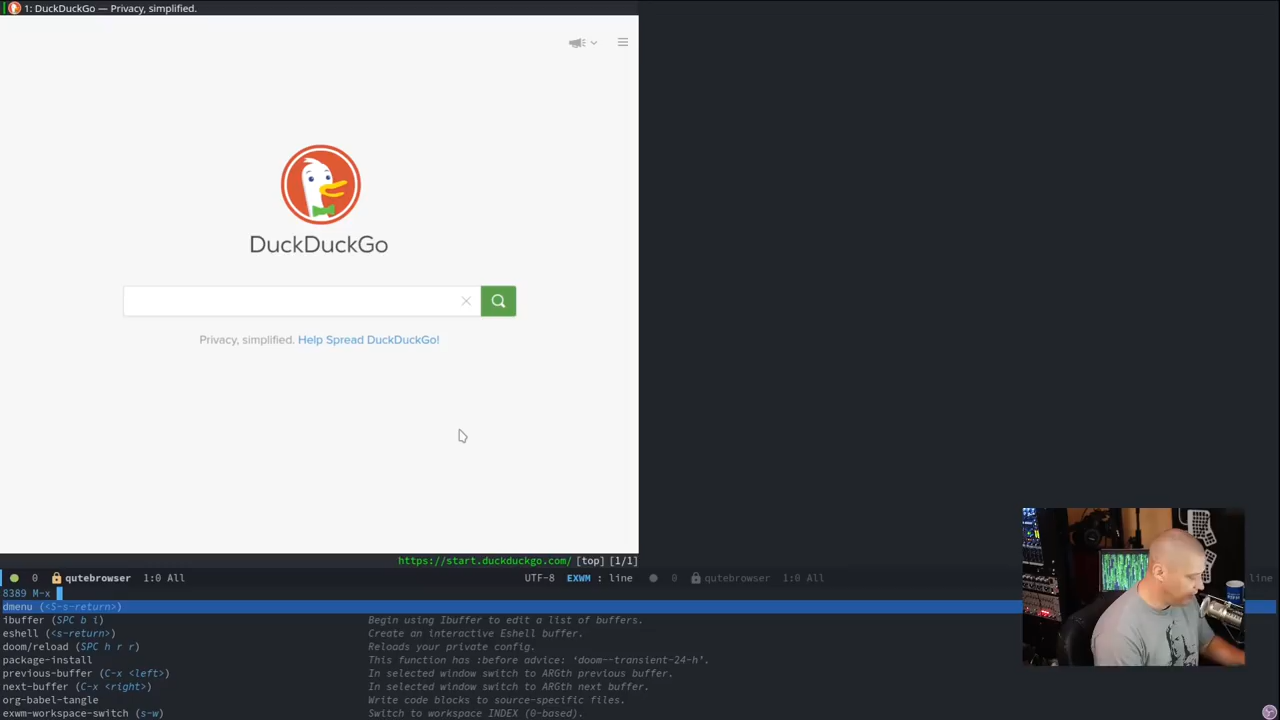 1: DuckDuckGo — Privacy, simplified.
DuckDuckGo
Privacy, simplified. Help Spread DuckDuckGo!
https://start.duckduckgo.com/ [top] [1/1]
0 qutebrowser 1:0 All UTF-8 EXWM : line 0 qutebrowser 1:0 All line
8389 M-x
dmenu (<S-s-return>)
ibuffer (SPC b i) Begin using Ibuffer to edit a list of buffers.
eshell (<s-return>) Create an interactive Eshell buffer.
doom/reload (SPC h r r) Reloads your private config.
package-install This function has :before advice: ‘doom--transient-24-h’.
previous-buffer (C-x <left>) In selected window switch to ARGth previous buffer.
next-buffer (C-x <right>) In selected window switch to ARGth next buffer.
org-babel-tangle Write code blocks to source-specific files.
exwm-workspace-switch (s-w) Switch to workspace INDEX (0-based).